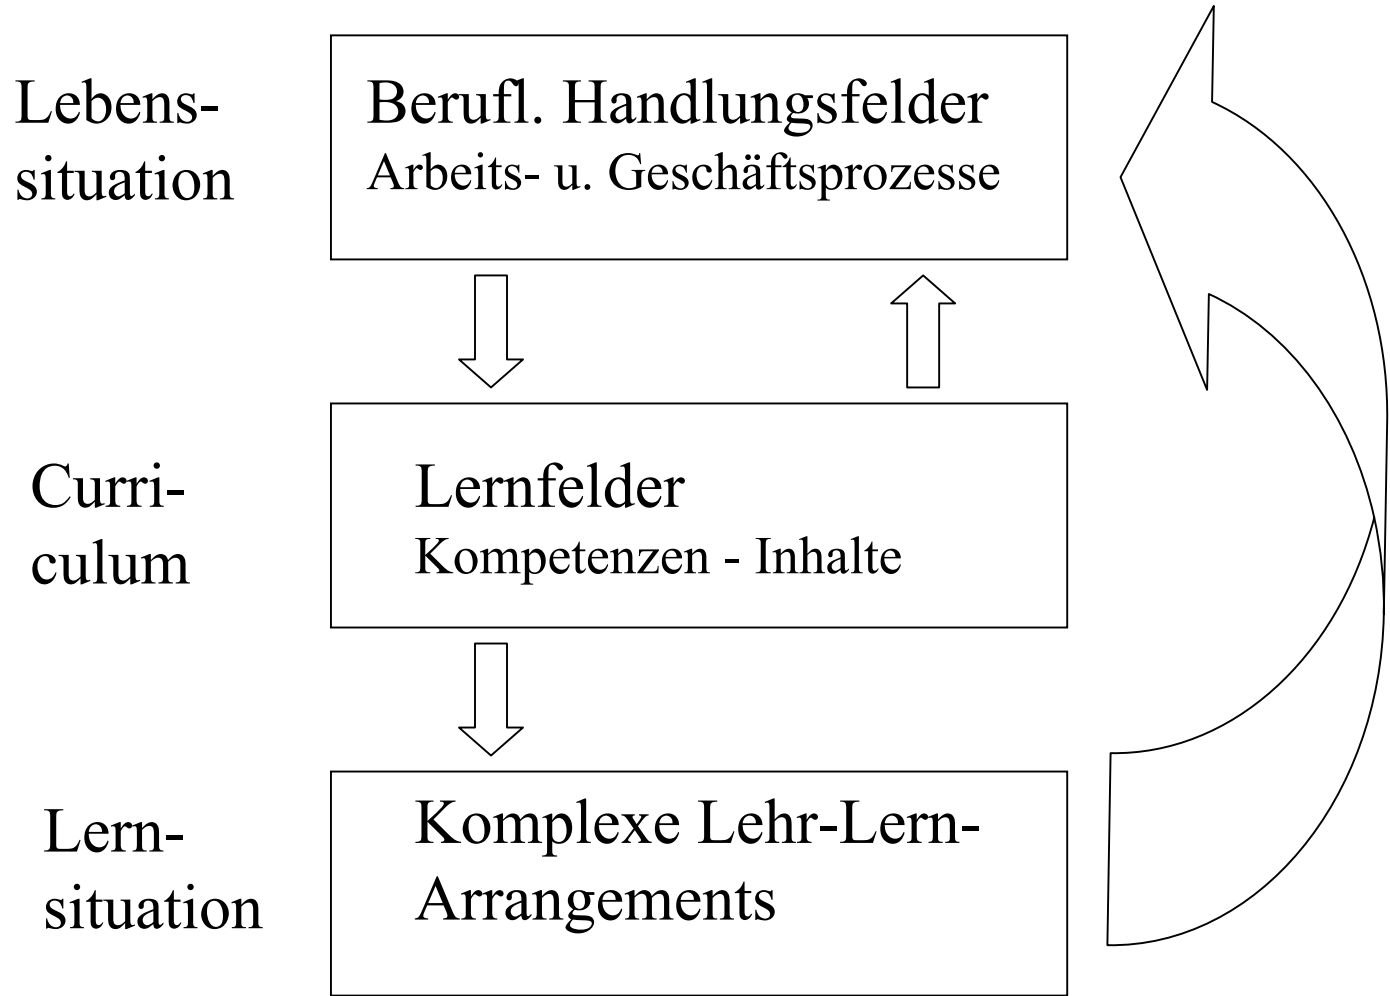 Lebens-
situation
Berufl. Handlungsfelder
Arbeits- u. Geschäftsprozesse
Curri-
culum
Lernfelder
Kompetenzen - Inhalte
Lern-
situation
Komplexe Lehr-Lern-
Arrangements